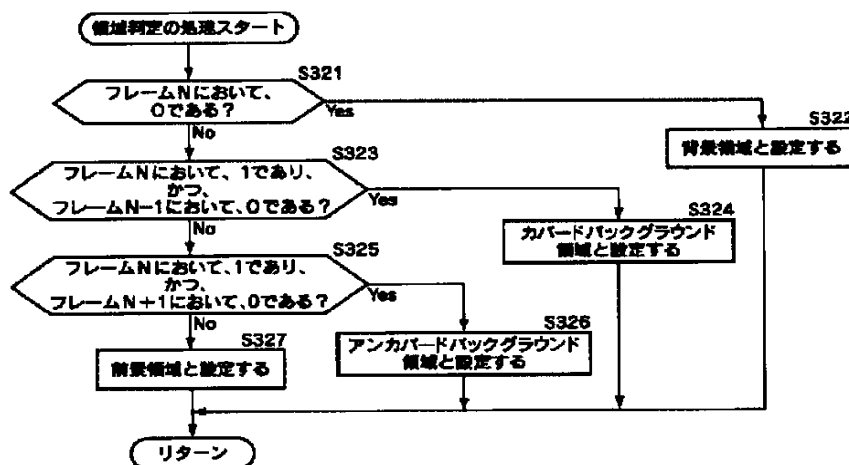 領域判定の処理スタート
S321
フレームNにおいて、
0である？
Yes
No
S322
背景領域と設定する
S323
フレームNにおいて、1であり、
かつ、
フレームN−1において、0である？
Yes
No
S324
カバードバックグラウンド
領域と設定する
S325
フレームNにおいて、1であり、
かつ、
フレームN＋1において、0である？
Yes
No
S326
アンカバードバックグラウンド
領域と設定する
S327
前景領域と設定する
リターン